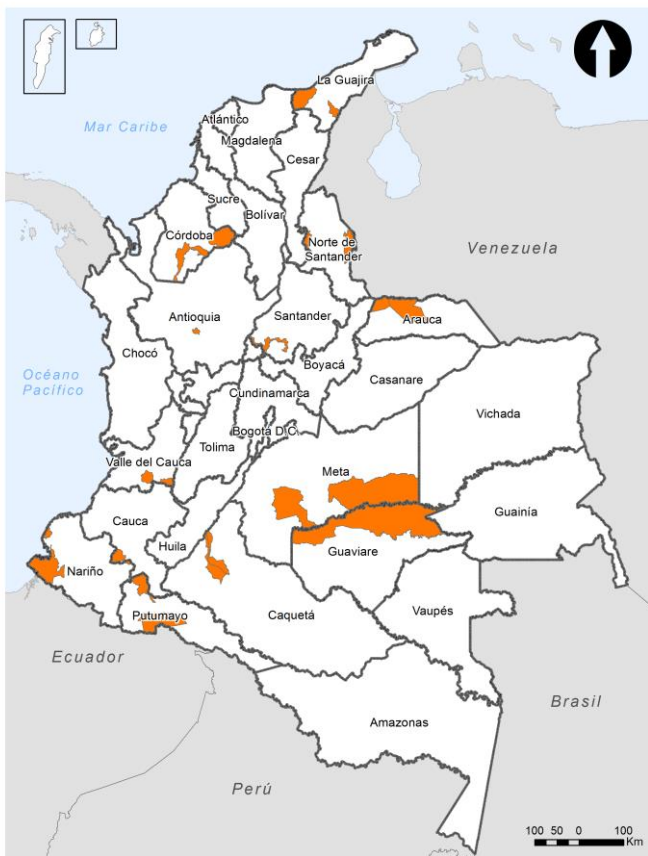 La Guajira
Mar Caribe
Atlántico
Magdalena
Cesar
Sucre
Bolívar
Córdoba
Norte de
Santander
Venezuela
Antioquia
Santander
Arauca
Chocó
Boyacá
Océano
Pacífico
Casanare
Cundinamarca
Vichada
Bogotá D.C.
Tolima
Valle del Cauca
Meta
Guainía
Cauca
Huila
Guaviare
Nariño
Caquetá
Vaupés
Putumayo
Ecuador
Brasil
Amazonas
Perú
100 50 0 100
Km